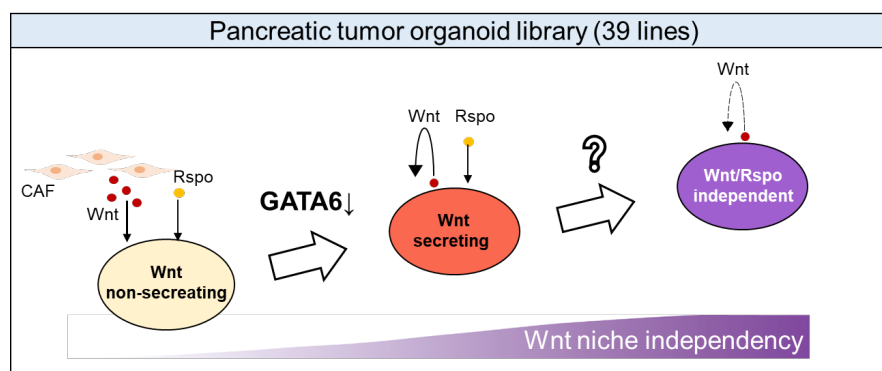 Pancreatic tumor organoid library (39 lines)
Wnt
Wnt
Rspo
Rspo
CAF
Wnt
?
GATA6↓
Wnt
non-secreating
Wnt
secreting
Wnt/Rspo
independent
Wnt niche independency